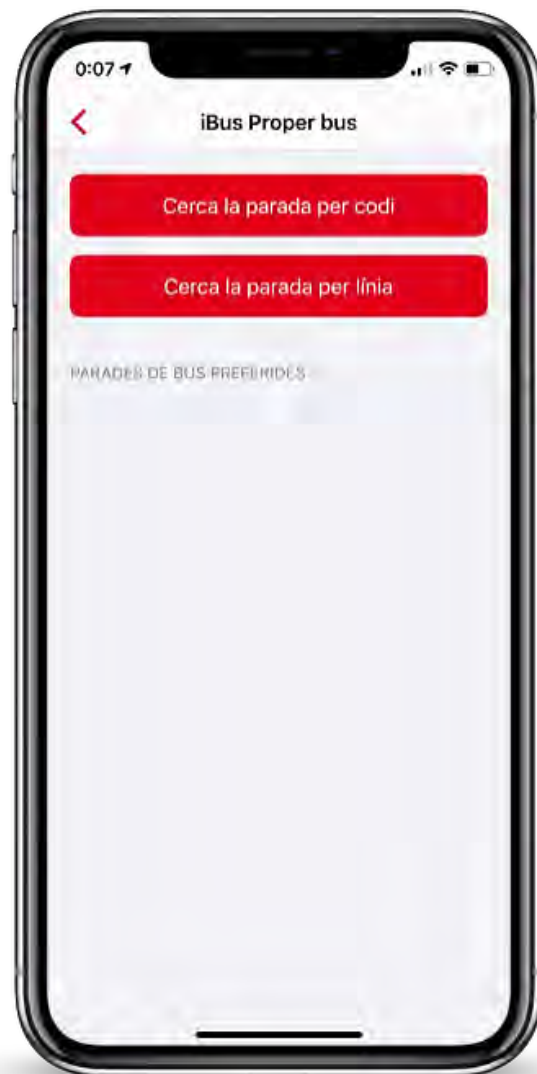 0:07
iBus Proper bus
Cerca la parada per codi
Cerca la parada per línia
PARADES DE BUS PREFERIDES